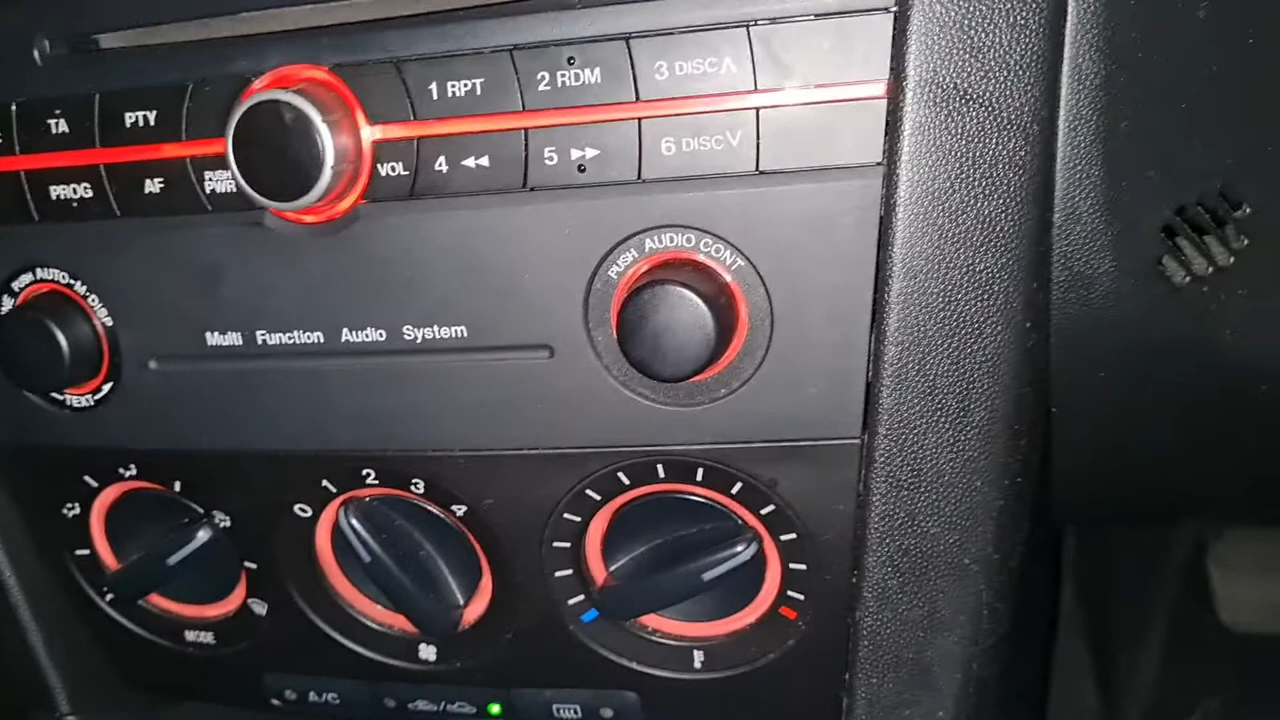 1 RPT
2 RDM
3 DISC∧
TA
PTY
PROG
AF
PUSH
PWR
VOL
4 ◀◀
5 ▶▶
6 DISC∨
PUSH AUTO-M·DISP
TEXT
Multi Function Audio System
PUSH AUDIO CONT
0 1 2 3 4
MODE
A/C